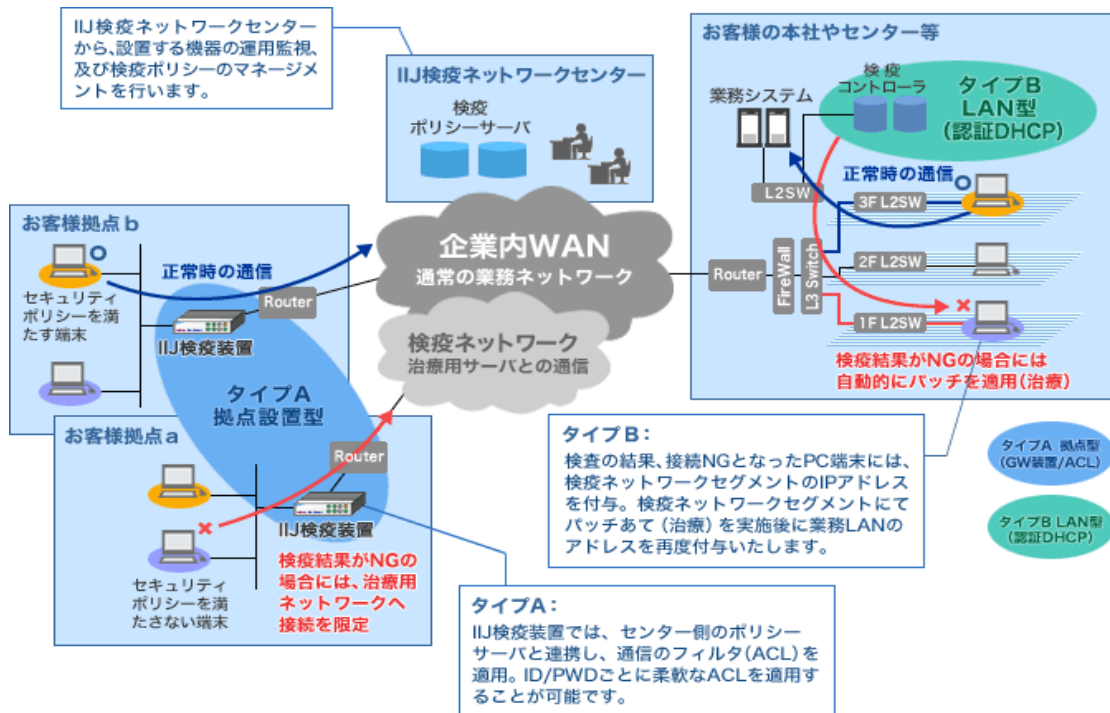 IIJ検疫ネットワークセンター
から、設置する機器の運用監視、
及び検疫ポリシーのマネージメ
ントを行います。
IIJ検疫ネットワークセンター
検疫
ポリシーサーバ
お客様の本社やセンター等
業務システム
検疫
コントローラ
タイプB
LAN型
(認証DHCP)
L2SW
正常時の通信
3F L2SW
2F L2SW
1F L2SW
Router
FireWall
L3 Switch
検疫結果がNGの場合には
自動的にパッチを適用(治療)
企業内WAN
通常の業務ネットワーク
検疫ネットワーク
治療用サーバとの通信
お客様拠点b
正常時の通信
セキュリティ
ポリシーを満
たす端末
Router
IIJ検疫装置
タイプA
拠点設置型
お客様拠点a
Router
IIJ検疫装置
セキュリティ
ポリシーを満
たさない端末
検疫結果がNGの
場合には、治療用
ネットワークへ
接続を限定
タイプB:
検査の結果、接続NGとなったPC端末には、
検疫ネットワークセグメントのIPアドレス
を付与。検疫ネットワークセグメントにて
パッチあて(治療)を実施後に業務LANの
アドレスを再度付与いたします。
タイプA 拠点型
(GW装置/ACL)
タイプB LAN型
(認証DHCP)
タイプA:
IIJ検疫装置では、センター側のポリシー
サーバと連携し、通信のフィルタ(ACL)を
適用。ID/PWDごとに柔軟なACLを適用す
ることが可能です。